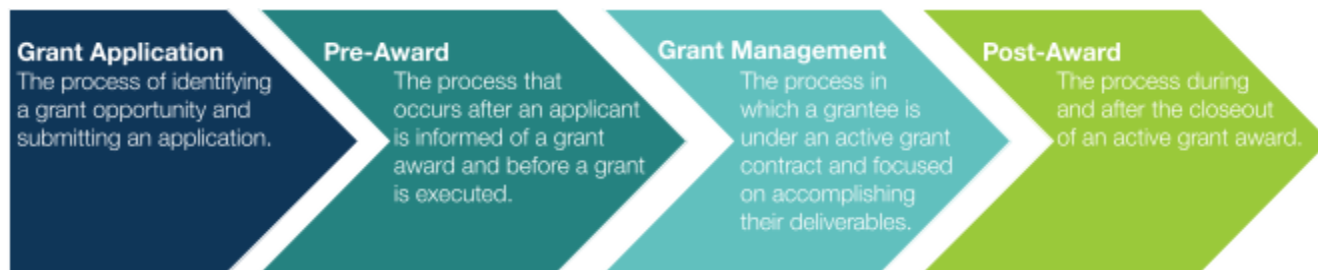 Grant Application
The process of identifying
a grant opportunity and
submitting an application.
Pre-Award
The process that
occurs after an applicant
is informed of a grant
award and before a grant
is executed.
Grant Management
The process in
which a grantee is
under an active grant
contract and focused
on accomplishing
their deliverables.
Post-Award
The process during
and after the closeout
of an active grant award.